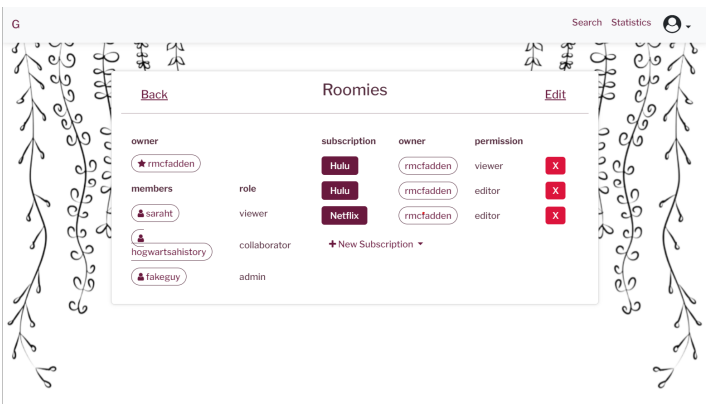 G
Search Statistics
Back
Roomies
Edit
owner
rmcfadden
members role
saraht viewer
hogwartsahistory collaborator
fakeguy admin
subscription owner permission
Hulu rmcfadden viewer X
Hulu rmcfadden editor X
Netflix rmcfadden editor X
+ New Subscription